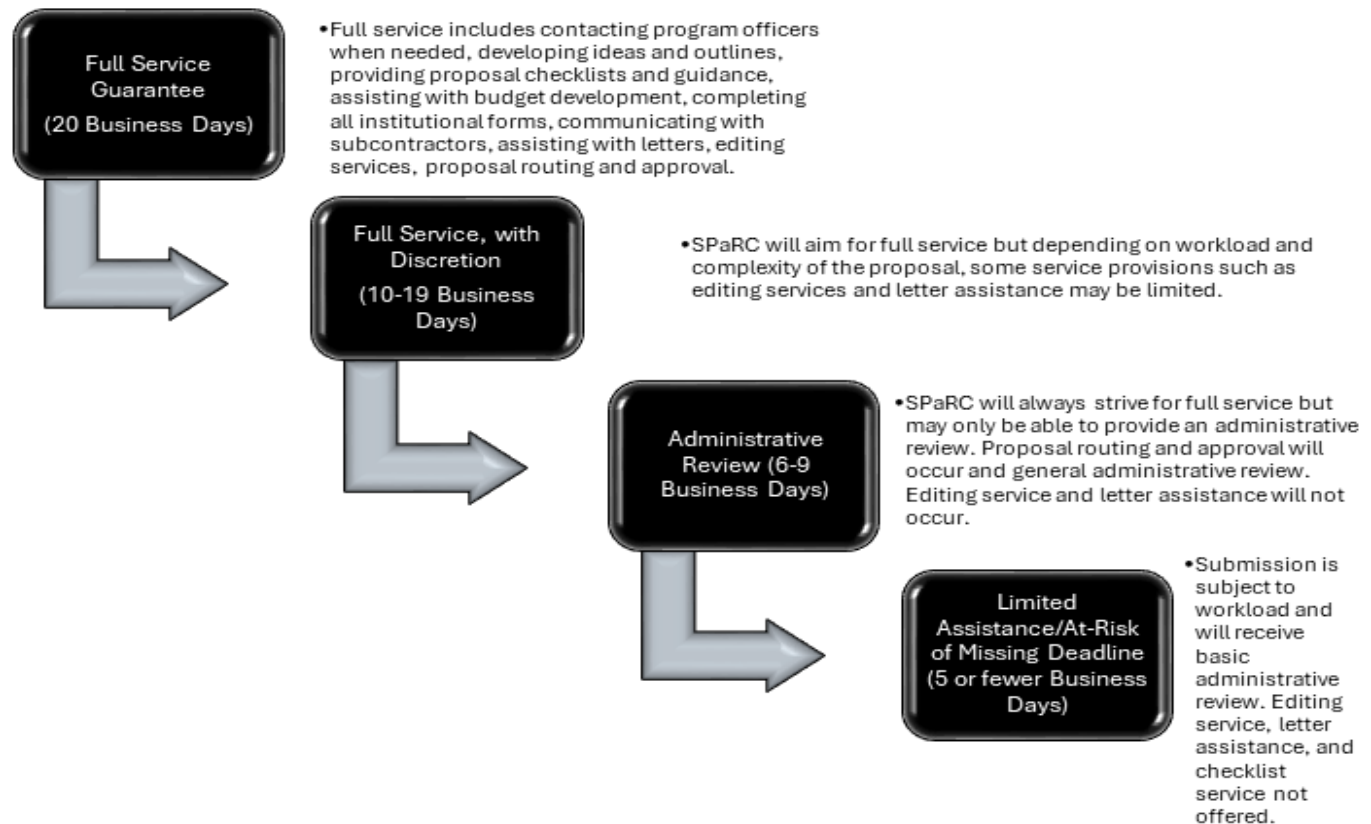 Full Service
Guarantee
(20 Business Days)
•Full service includes contacting program officers
when needed, developing ideas and outlines,
providing proposal checklists and guidance,
assisting with budget development, completing
all institutional forms, communicating with
subcontractors, assisting with letters, editing
services, proposal routing and approval.
Full Service, with
Discretion
(10-19 Business
Days)
•SPaRC will aim for full service but depending on workload and
complexity of the proposal, some service provisions such as
editing services and letter assistance may be limited.
Administrative
Review (6-9
Business Days)
•SPaRC will always strive for full service but
may only be able to provide an administrative
review. Proposal routing and approval will
occur and general administrative review.
Editing service and letter assistance will not
occur.
Limited
Assistance/At-Risk
of Missing Deadline
(5 or fewer Business
Days)
•Submission is
subject to
workload and
will receive
basic
administrative
review. Editing
service, letter
assistance, and
checklist
service not
offered.